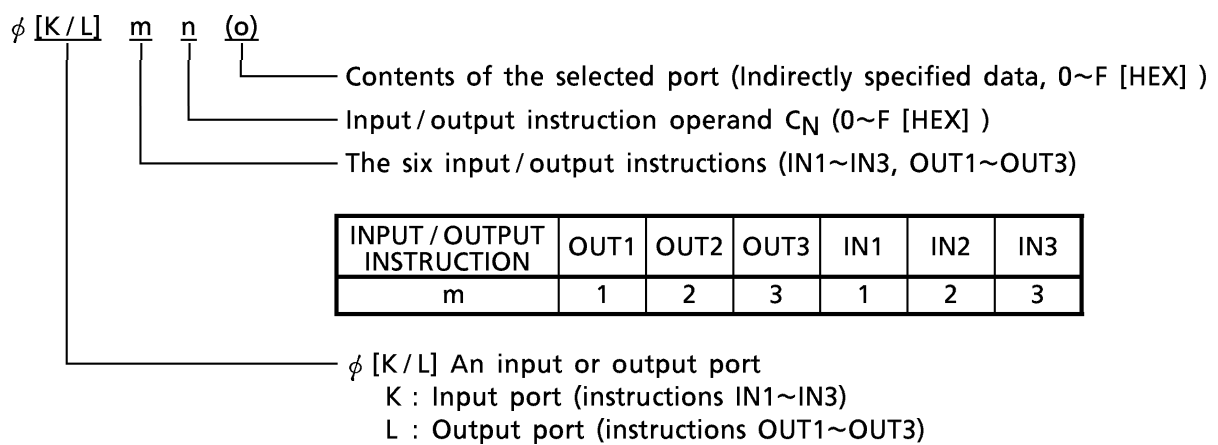 ϕ [K/L] m n (o)
Contents of the selected port (Indirectly specified data, 0~F [HEX] )
Input/output instruction operand CN (0~F [HEX] )
The six input/output instructions (IN1~IN3, OUT1~OUT3)
INPUT/OUTPUT INSTRUCTION OUT1 OUT2 OUT3 IN1 IN2 IN3
m 1 2 3 1 2 3
ϕ [K/L] An input or output port
K : Input port (instructions IN1~IN3)
L : Output port (instructions OUT1~OUT3)